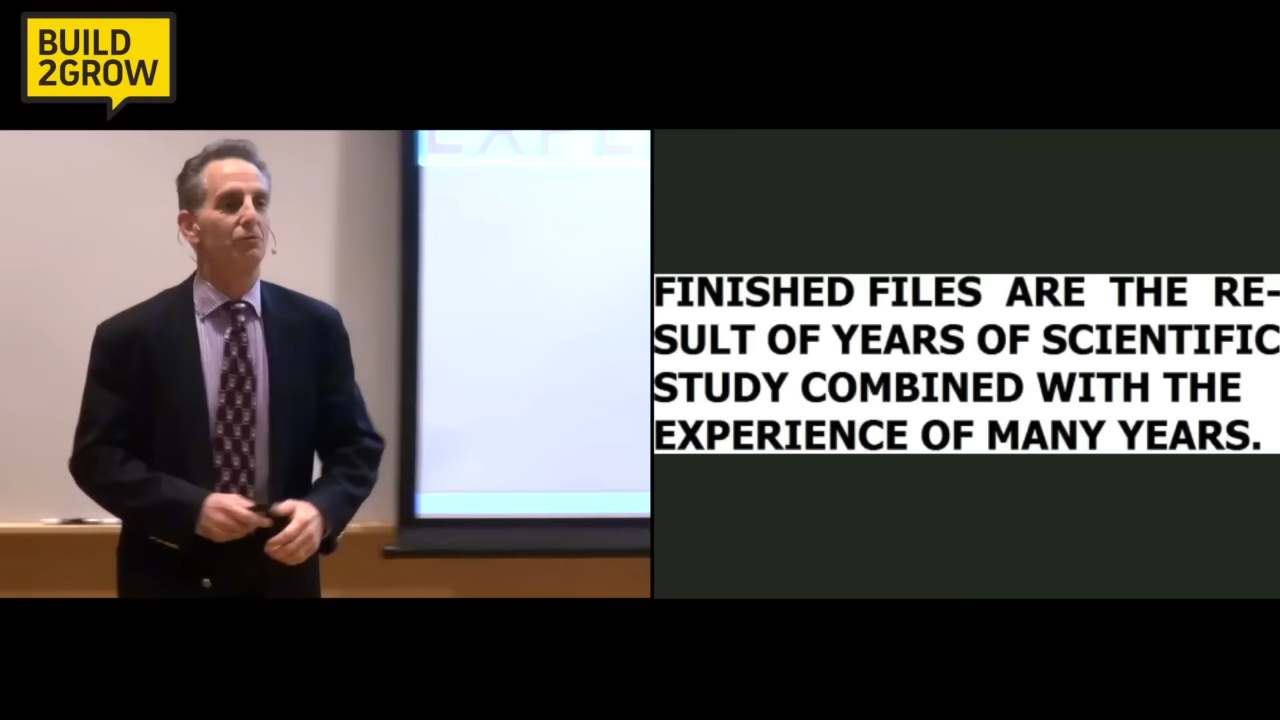 BUILD
2GROW
FINISHED FILES ARE THE RE-
SULT OF YEARS OF SCIENTIFIC
STUDY COMBINED WITH THE
EXPERIENCE OF MANY YEARS.